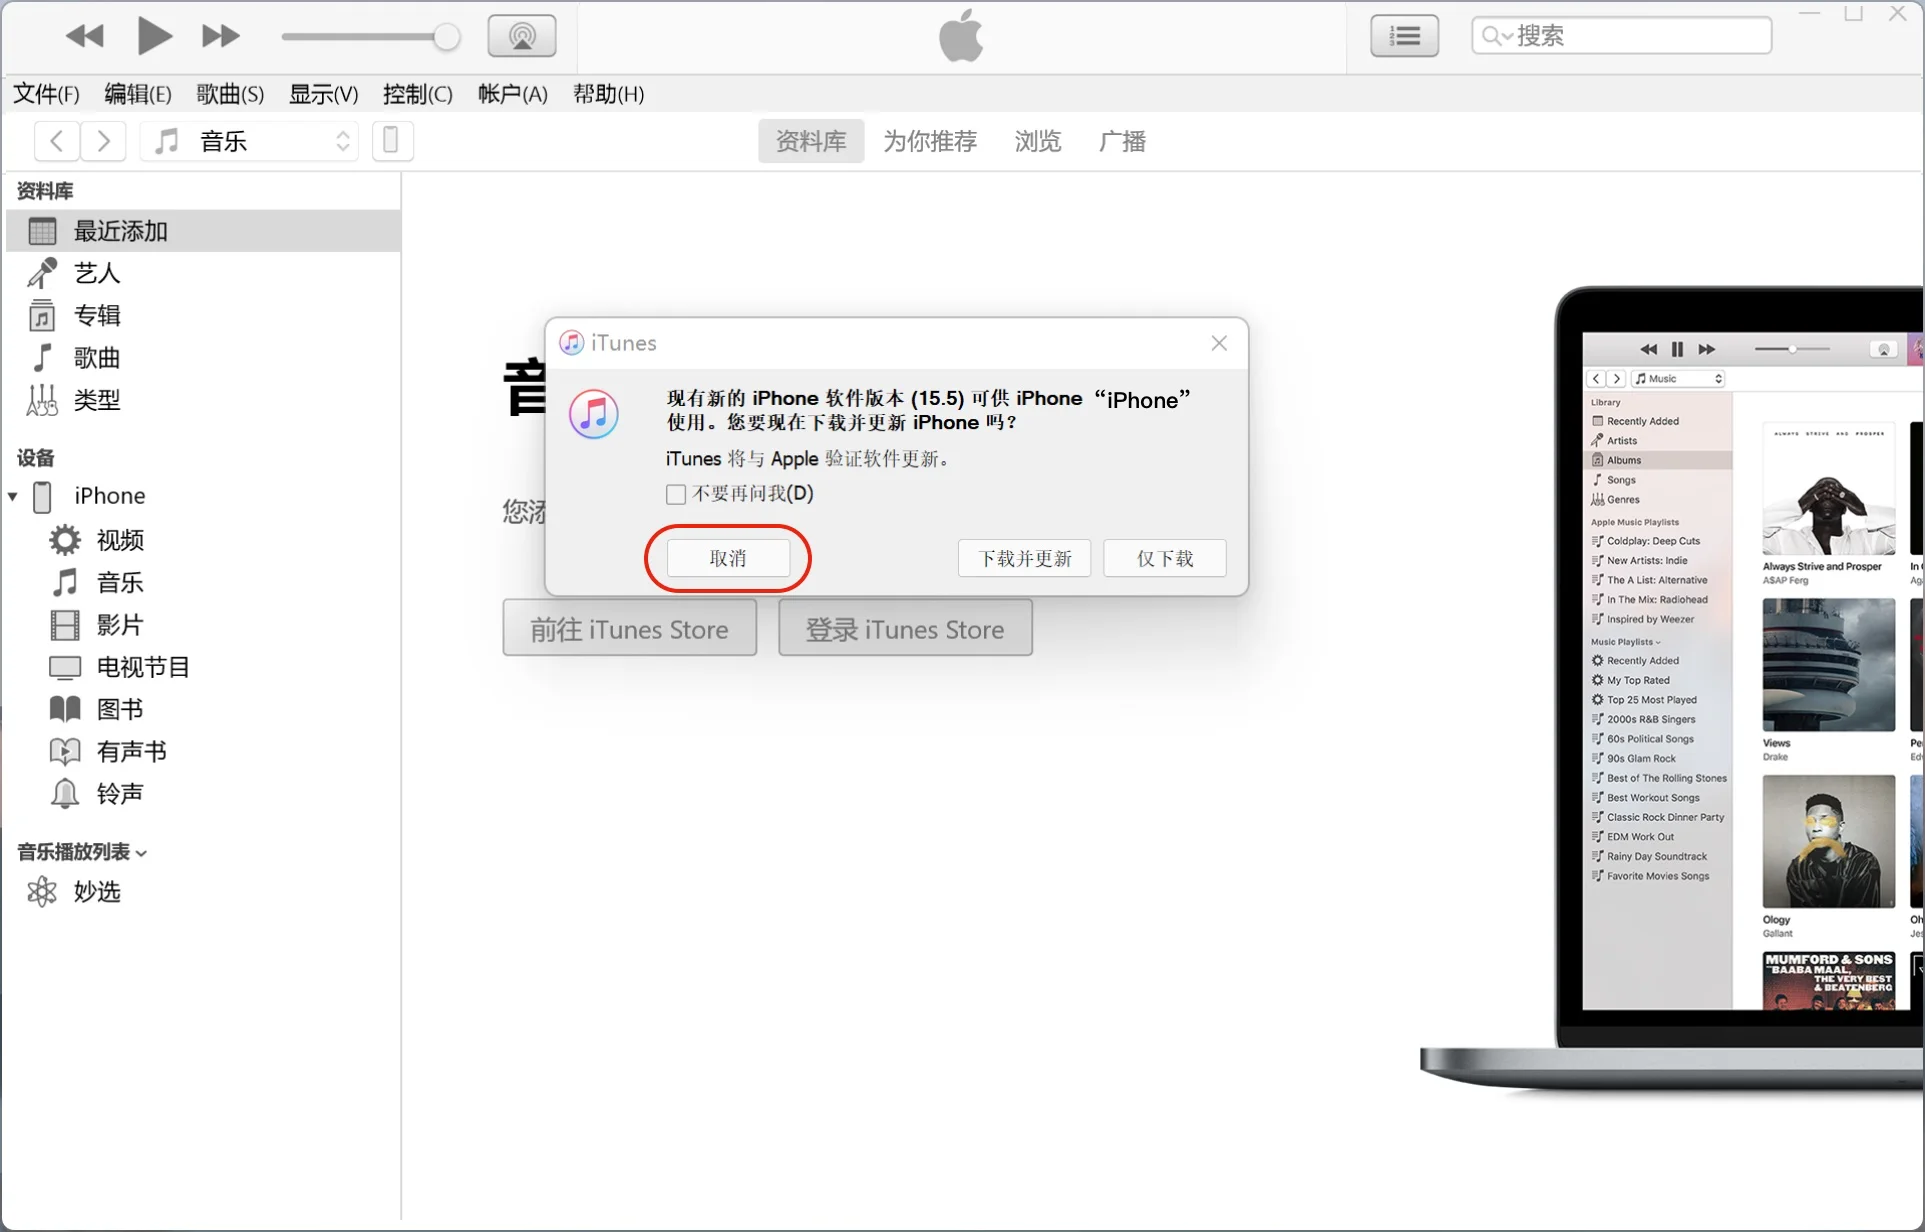 搜索
文件(F) 编辑(E) 歌曲(S) 显示(V) 控制(C) 帐户(A) 帮助(H)
音乐
资料库 为你推荐 浏览 广播
资料库
最近添加
艺人
专辑
歌曲
类型
设备
iPhone
视频
音乐
影片
电视节目
图书
有声书
铃声
音乐播放列表
妙选
音
您添
iTunes
现有新的 iPhone 软件版本 (15.5) 可供 iPhone “iPhone”
使用。您要现在下载并更新 iPhone 吗?
iTunes 将与 Apple 验证软件更新。
不要再问我(D)
取消
下载并更新
仅下载
前往 iTunes Store
登录 iTunes Store
Music
Library
Recently Added
Artists
Albums
Songs
Genres
Apple Music Playlists
Coldplay: Deep Cuts
New Artists: Indie
The A List: Alternative
In The Mix: Radiohead
Inspired by Weezer
Music Playlists
Recently Added
My Top Rated
Top 25 Most Played
2000s R&B Singers
60s Political Songs
90s Glam Rock
Best of The Rolling Stones
Best Workout Songs
Classic Rock Dinner Party
EDM Work Out
Rainy Day Soundtrack
Favorite Movies Songs
ALWAYS STRIVE AND PROSPER
Always Strive and Prosper
A$AP Ferg
In
Views
Drake
Ology
Gallant
Oh
MUMFORD & SONS
BAABA MAAL,
THE VERY BEST
& BEATENBERG